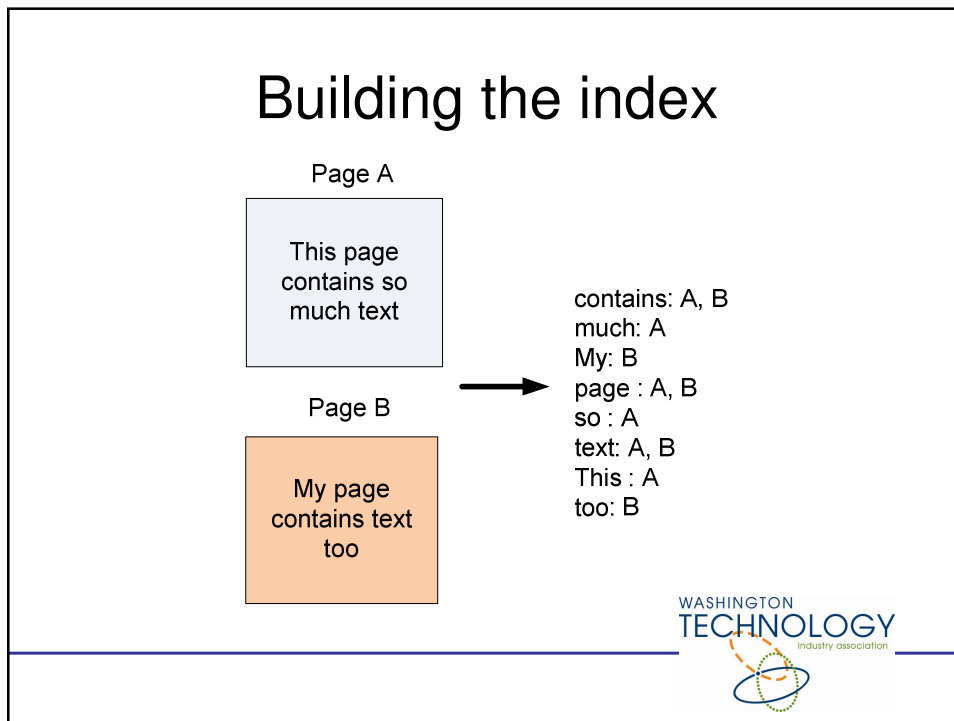 Building the index
Page A
This page
contains so
much text
Page B
My page
contains text
too
contains: A, B
much: A
My: B
page : A, B
so : A
text: A, B
This : A
too: B
WASHINGTON
TECHNOLOGY
industry association